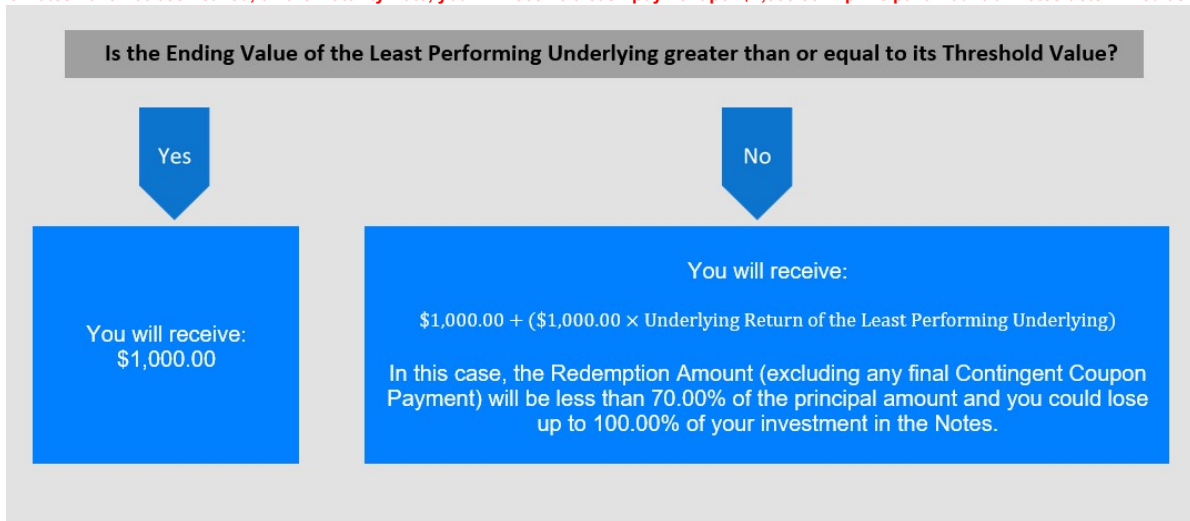 Is the Ending Value of the Least Performing Underlying greater than or equal to its Threshold Value?
Yes
No
You will receive:
$1,000.00
You will receive:
$1,000.00 + ($1,000.00 × Underlying Return of the Least Performing Underlying)
In this case, the Redemption Amount (excluding any final Contingent Coupon
Payment) will be less than 70.00% of the principal amount and you could lose
up to 100.00% of your investment in the Notes.